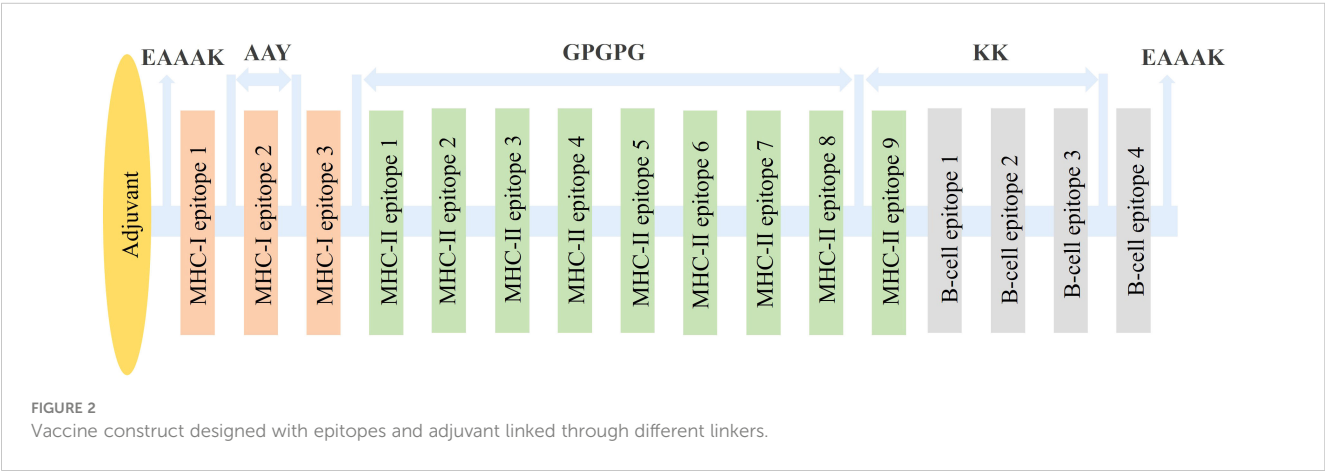 EAAAK
AAY
GPGPG
KK
EAAAK
Adjuvant
MHC-I epitope 1
MHC-I epitope 2
MHC-I epitope 3
MHC-II epitope 1
MHC-II epitope 2
MHC-II epitope 3
MHC-II epitope 4
MHC-II epitope 5
MHC-II epitope 6
MHC-II epitope 7
MHC-II epitope 8
MHC-II epitope 9
B-cell epitope 1
B-cell epitope 2
B-cell epitope 3
B-cell epitope 4
FIGURE 2
Vaccine construct designed with epitopes and adjuvant linked through different linkers.